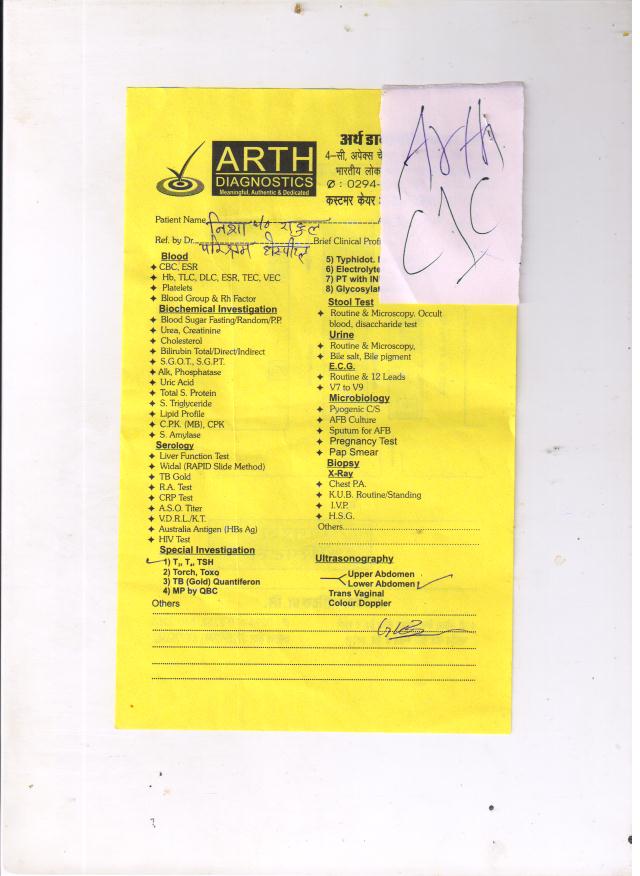 ARTH
DIAGNOSTICS
Meaningful, Authentic & Dedicated
अर्थ डा
4-सी, अपेक्स
भारतीय लोक
✆ : 0294-
कस्टमर केयर :
Arth
CJC
Patient Name निशा
Ref. by Dr. परिश्रम Brief Clinical Profi
Blood
CBC, ESR
Hb, TLC, DLC, ESR, TEC, VEC
Platelets
Blood Group & Rh Factor
Biochemical Investigation
Blood Sugar Fasting/Random/P.P.
Urea, Creatinine
Cholesterol
Bilirubin Total/Direct/Indirect
S.G.O.T., S.G.P.T.
Alk, Phosphatase
Uric Acid
Total S. Protein
S. Triglyceride
Lipid Profile
C.P.K. (MB), CPK
S. Amylase
Serology
Liver Function Test
Widal (RAPID Slide Method)
TB Gold
R.A. Test
CRP Test
A.S.O. Titer
V.D.R.L./K.T.
Australia Antigen (HBs Ag)
HIV Test
Special Investigation
1) T₃, T₄, TSH
2) Torch, Toxo
3) TB (Gold) Quantiferon
4) MP by QBC
Others
5) Typhidot.
6) Electrolyte
7) PT with IN
8) Glycosylat
Stool Test
Routine & Microscopy. Occult
blood, disaccharide test
Urine
Routine & Microscopy,
Bile salt, Bile pigment
E.C.G.
Routine & 12 Leads
V7 to V9
Microbiology
Pyogenic C/S
AFB Culture
Sputum for AFB
Pregnancy Test
Pap Smear
Biopsy
X-Ray
Chest P.A.
K.U.B. Routine/Standing
I.V.P.
H.S.G.
Others
Ultrasonography
Upper Abdomen
Lower Abdomen
Trans Vaginal
Colour Doppler